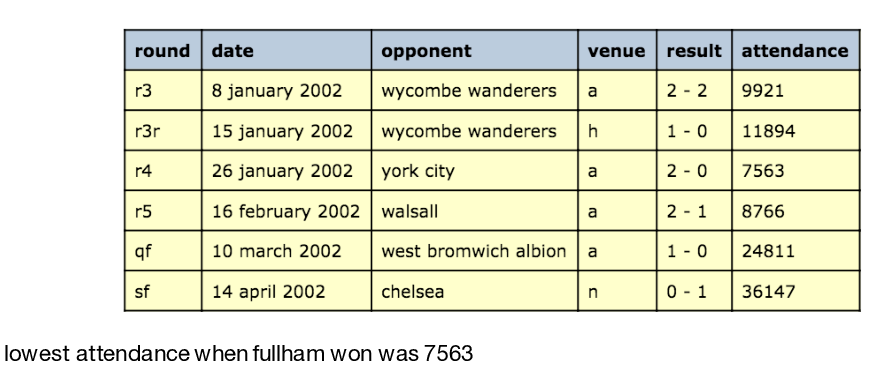 round date opponent venue result attendance
r3 8 january 2002 wycombe wanderers a 2 - 2 9921
r3r 15 january 2002 wycombe wanderers h 1 - 0 11894
r4 26 january 2002 york city a 2 - 0 7563
r5 16 february 2002 walsall a 2 - 1 8766
qf 10 march 2002 west bromwich albion a 1 - 0 24811
sf 14 april 2002 chelsea n 0 - 1 36147
lowest attendance when fullham won was 7563